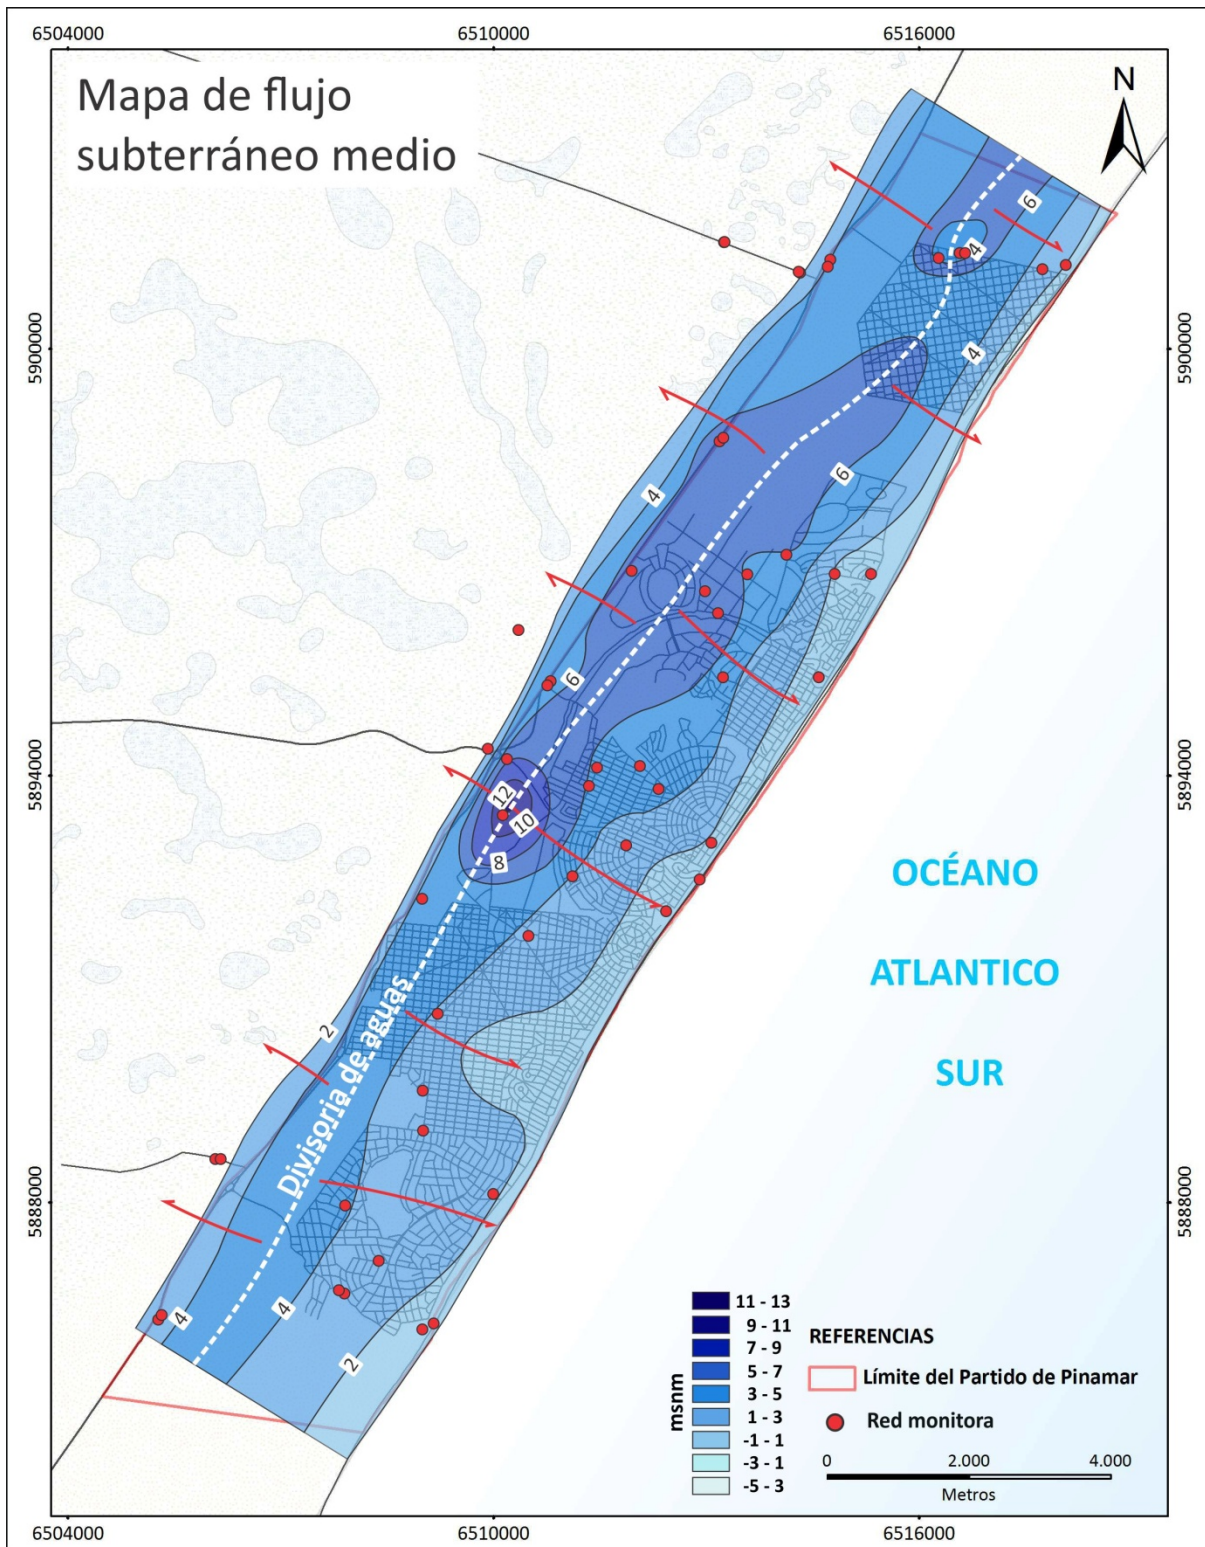 6504000
6510000
6516000
Mapa de flujo
subterráneo medio
N
6
4
5900000
5900000
4
4
6
6
5894000
5894000
12
10
8
OCÉANO
ATLANTICO
SUR
2
Divisoria de aguas
5888000
5888000
4
4
2
msnm
11 - 13
9 - 11
7 - 9
5 - 7
3 - 5
1 - 3
-1 - 1
-3 - 1
-5 - 3
REFERENCIAS
Límite del Partido de Pinamar
Red monitora
0
2.000
4.000
Metros
6504000
6510000
6516000